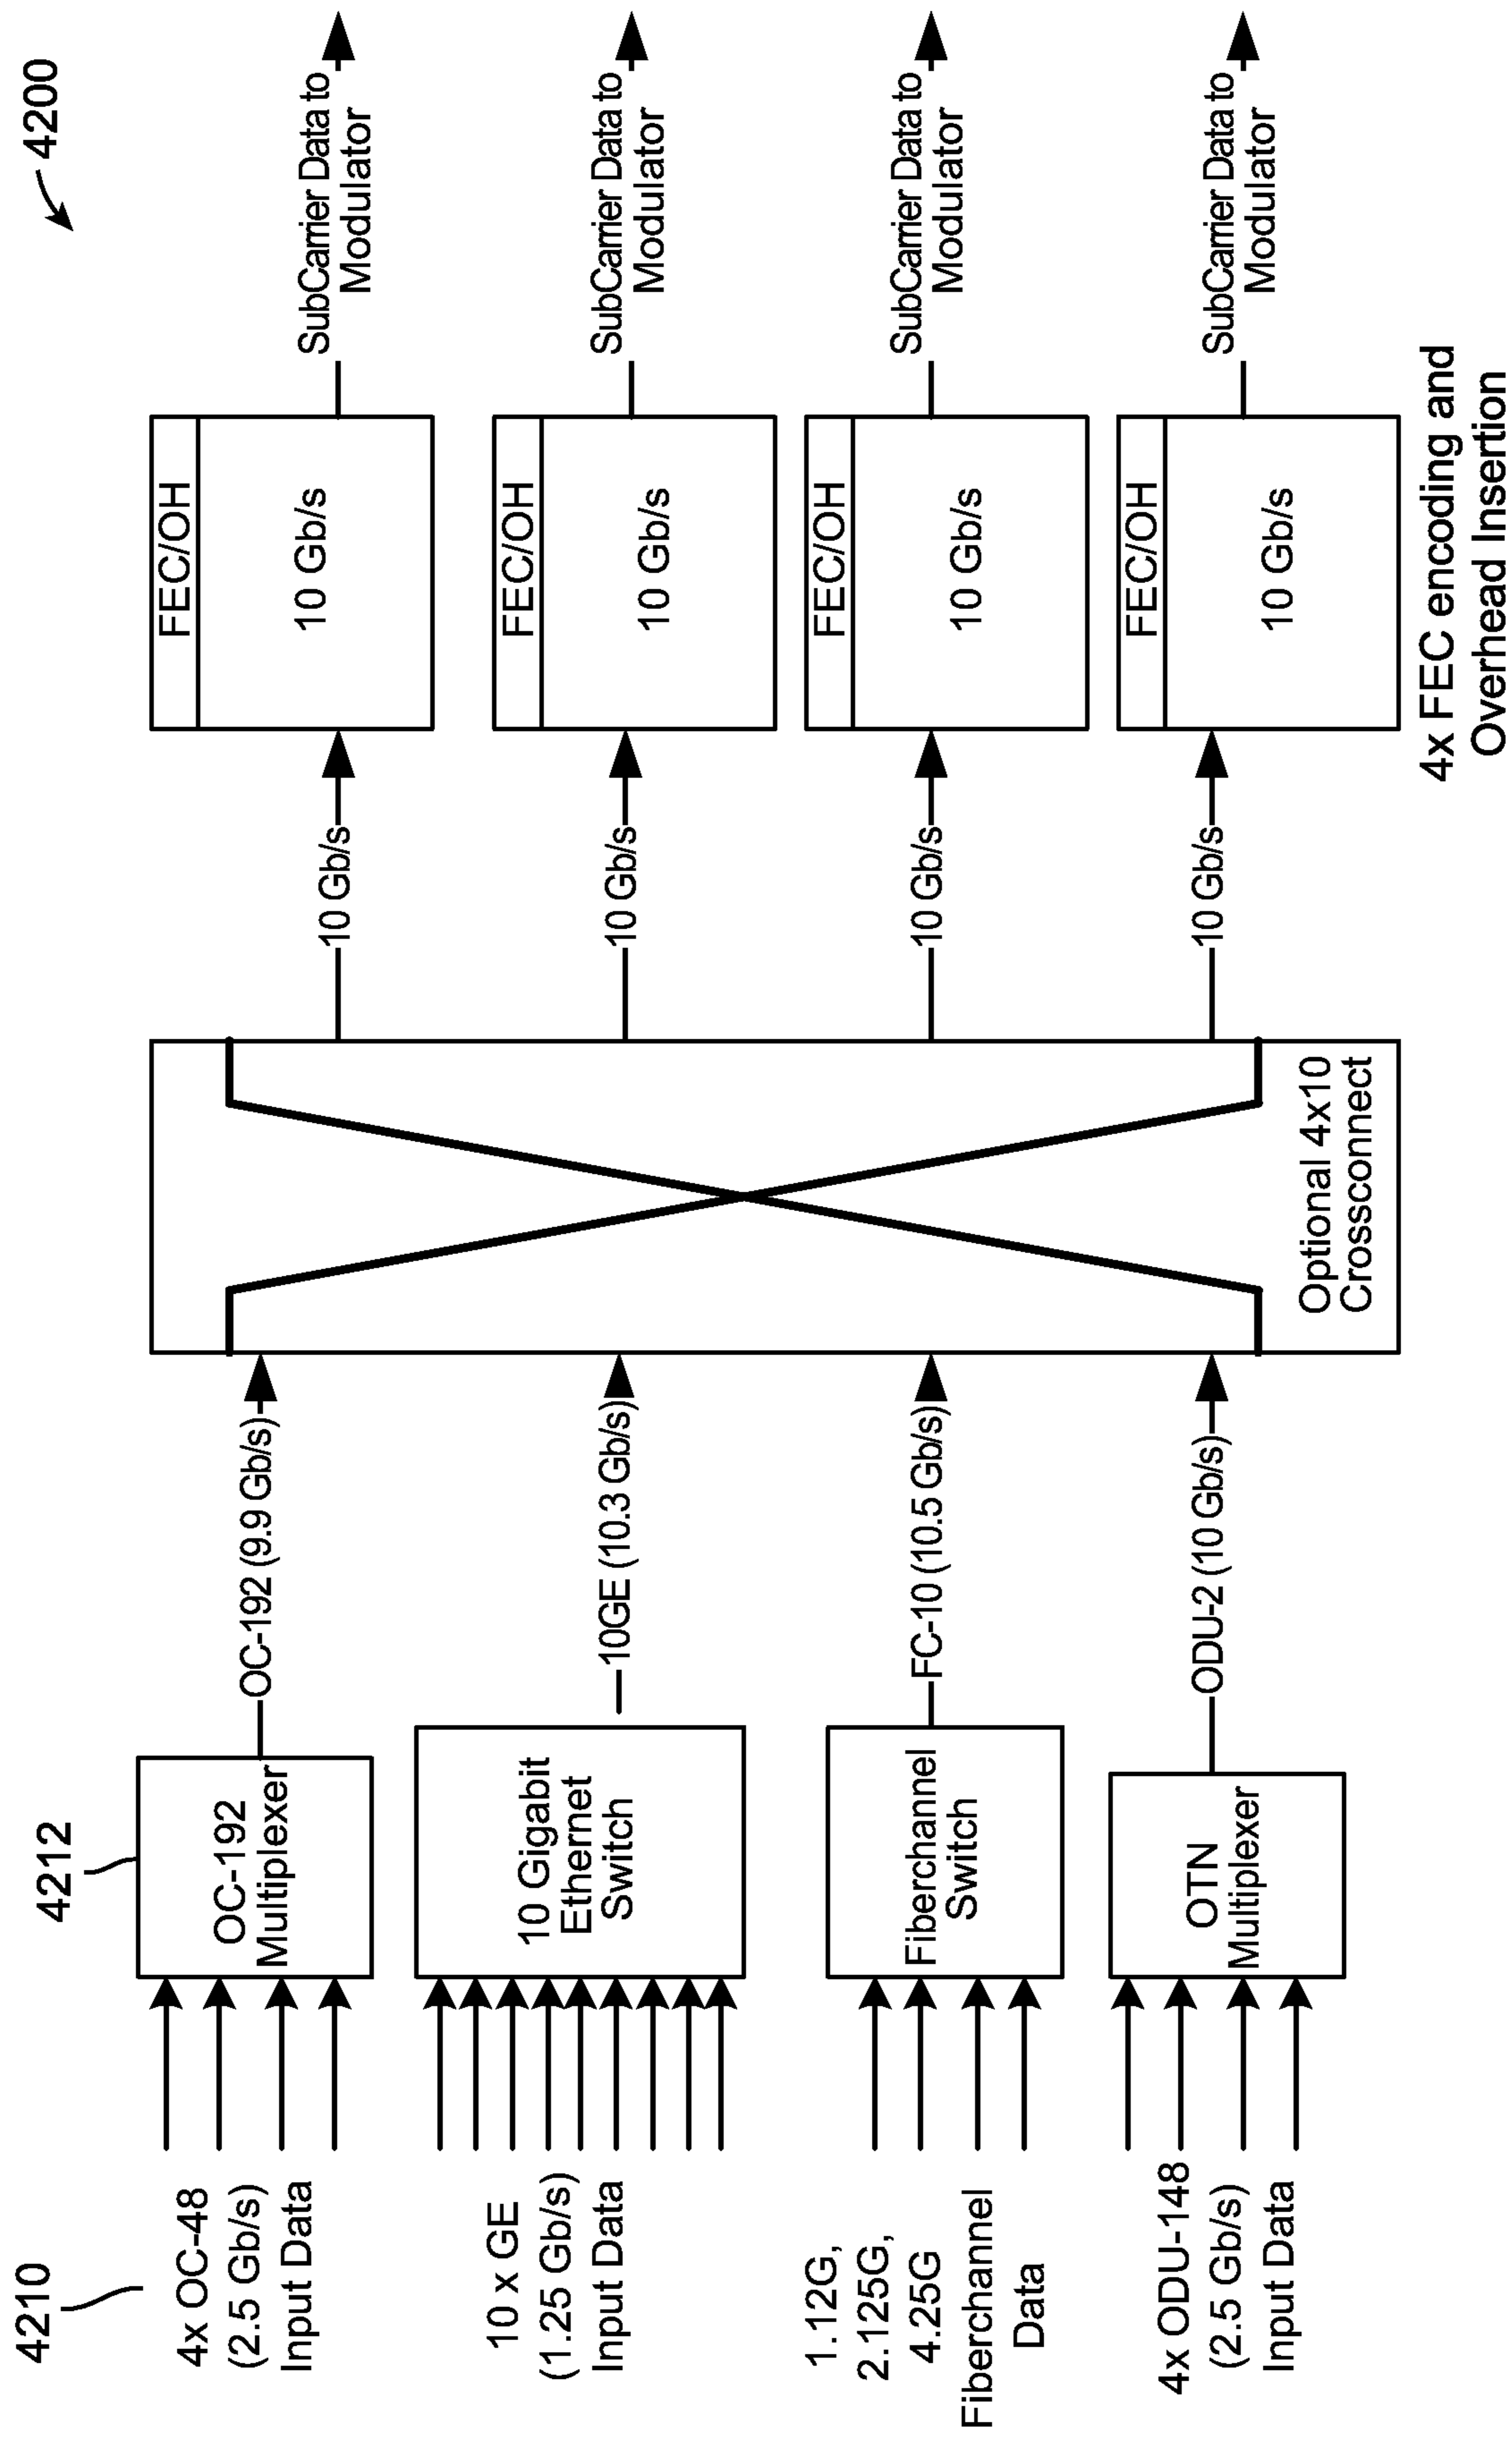 4200
4210
4212
4x OC-48
(2.5 Gb/s)
Input Data
OC-192
Multiplexer
OC-192 (9.9 Gb/s)
10 Gb/s
FEC/OH
10 Gb/s
SubCarrier Data to
Modulator
10 x GE
(1.25 Gb/s)
Input Data
10 Gigabit
Ethernet
Switch
10GE (10.3 Gb/s)
10 Gb/s
FEC/OH
10 Gb/s
SubCarrier Data to
Modulator
1.12G,
2.125G,
4.25G
Fiberchannel
Data
Fiberchannel
Switch
FC-10 (10.5 Gb/s)
10 Gb/s
FEC/OH
10 Gb/s
SubCarrier Data to
Modulator
4x ODU-148
(2.5 Gb/s)
Input Data
OTN
Multiplexer
ODU-2 (10 Gb/s)
Optional 4x10
Crossconnect
10 Gb/s
FEC/OH
10 Gb/s
SubCarrier Data to
Modulator
4x FEC encoding and
Overhead Insertion